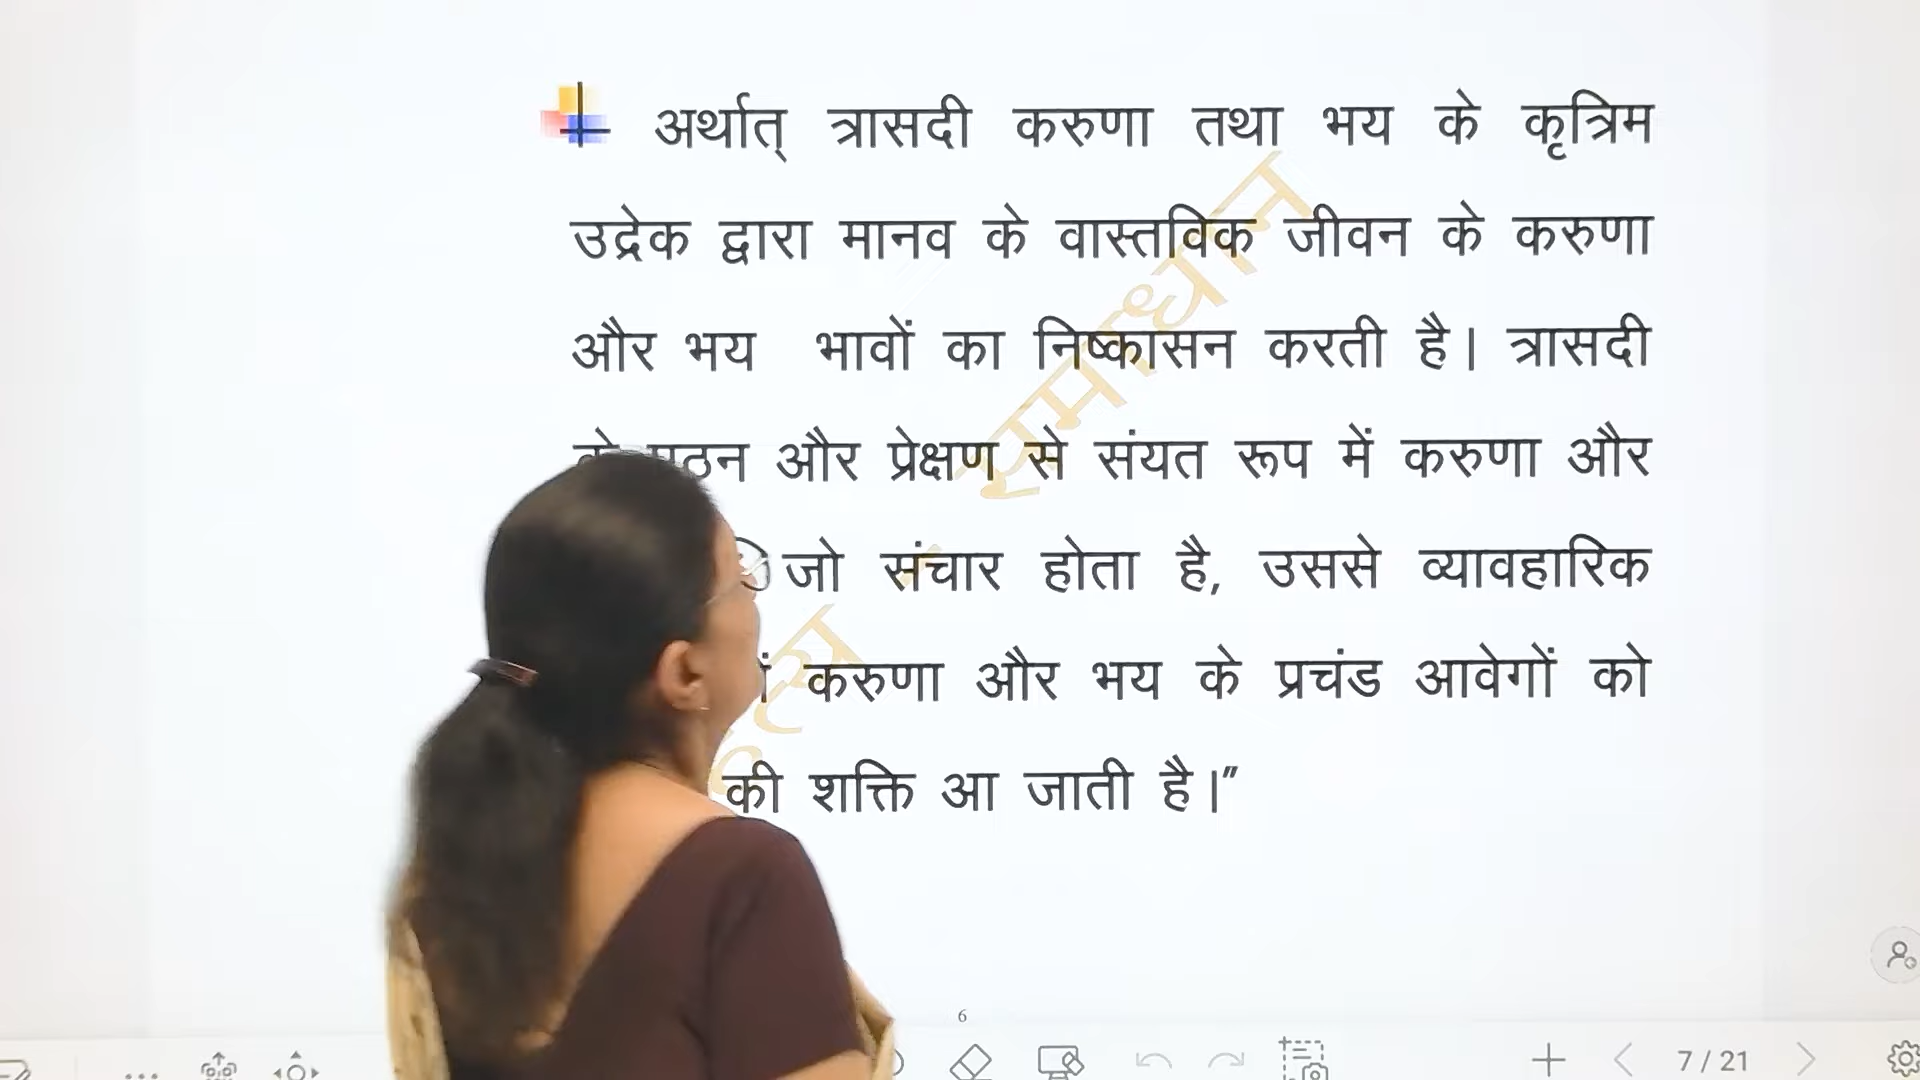 अर्थात् त्रासदी करुणा तथा भय के कृत्रिम
उद्रेक द्वारा मानव के वास्तविक जीवन के करुणा
और भय भावों का निष्कासन करती है। त्रासदी
और प्रेक्षण से संयत रूप में करुणा और
जो संचार होता है, उससे व्यावहारिक
करुणा और भय के प्रचंड आवेगों को
की शक्ति आ जाती है।”
समाधान
6
7 / 21